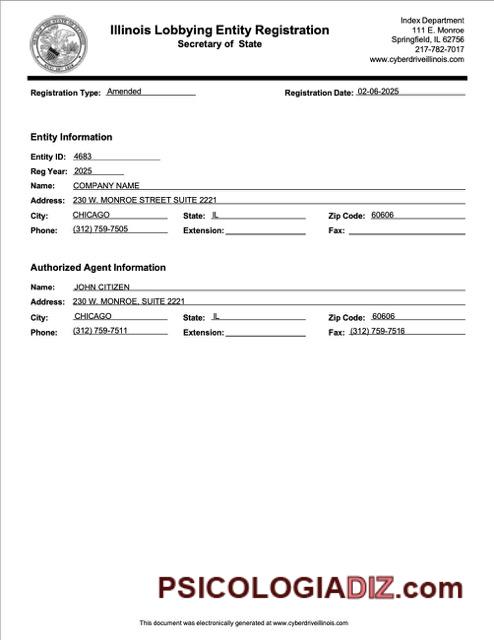 Illinois Lobbying Entity Registration
Secretary of State
Index Department
111 E. Monroe
Springfield, IL 62756
217-782-7017
www.cyberdriveillinois.com
Registration Type: Amended Registration Date: 02-06-2025
Entity Information
Entity ID: 4683
Reg Year: 2025
Name: COMPANY NAME
Address: 230 W. MONROE STREET SUITE 2221
City: CHICAGO State: IL Zip Code: 60606
Phone: (312) 759-7505 Extension: Fax:
Authorized Agent Information
Name: JOHN CITIZEN
Address: 230 W. MONROE, SUITE 2221
City: CHICAGO State: IL Zip Code: 60606
Phone: (312) 759-7511 Extension: Fax: (312) 759-7516
PSICOLOGIADIZ.com
This document was electronically generated at www.cyberdriveillinois.com